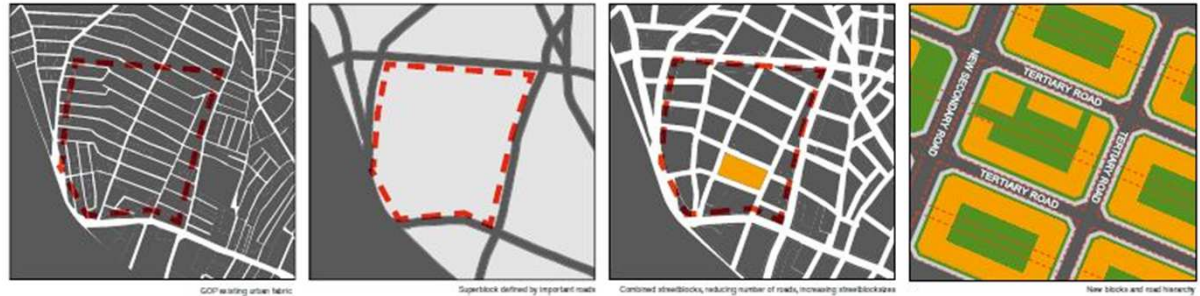 NEW SECONDARY ROAD
TERTIARY ROAD
TERTIARY ROAD
TERTIARY ROAD
GOP existing urban fabric
Superblock defined by important roads
Combined streetblocks, reducing number of roads, increasing streetblocksizes
New blocks and road hierarchy